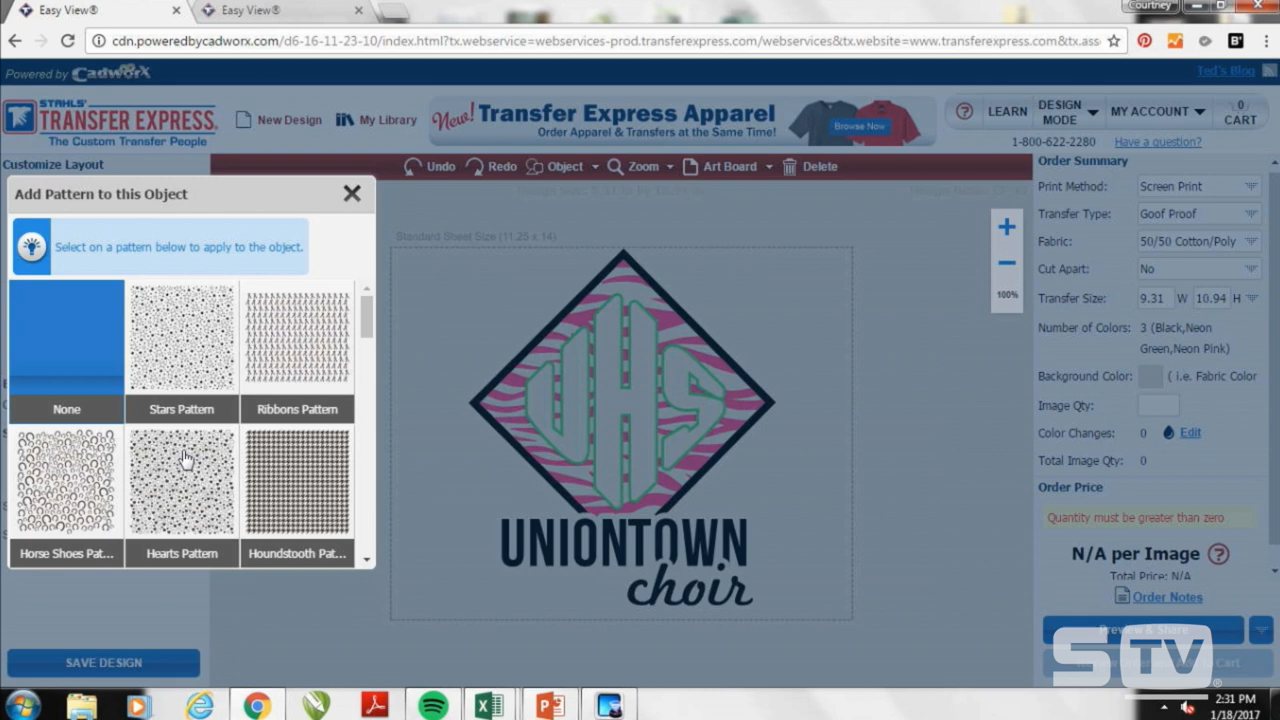 Easy View®
Easy View®
Courtney
cdn.poweredbycadworx.com/d6-16-11-23-10/index.html?tx.webservice=webservices-prod.transferexpress.com/webservices&tx.website=www.transferexpress.com&tx.asse
Powered by CadworX
Ted's Blog
STAHLS'
TRANSFER EXPRESS.
The Custom Transfer People
New Design
My Library
New! Transfer Express Apparel
Order Apparel & Transfers at the Same Time!
Browse Now
LEARN
DESIGN MODE
MY ACCOUNT
0
CART
1-800-622-2280
Have a question?
Customize Layout
Undo
Redo
Object
Zoom
Art Board
Delete
Add Pattern to this Object
Select on a pattern below to apply to the object.
None
Stars Pattern
Ribbons Pattern
Horse Shoes Pat...
Hearts Pattern
Houndstooth Pat...
SAVE DESIGN
Standard Sheet Size (11.25 x 14)
100%
UHS
UNIONTOWN
choir
Order Summary
Print Method: Screen Print
Transfer Type: Goof Proof
Fabric: 50/50 Cotton/Poly
Cut Apart: No
Transfer Size: 9.31 W 10.94 H
Number of Colors: 3 (Black,Neon
Green,Neon Pink)
Background Color: ( i.e. Fabric Color
Image Qty:
Color Changes: 0 Edit
Total Image Qty: 0
Order Price
Quantity must be greater than zero
N/A per Image
Total Price: N/A
Order Notes
Preview & Share
Cart
STV®
2:31 PM
1/18/2017